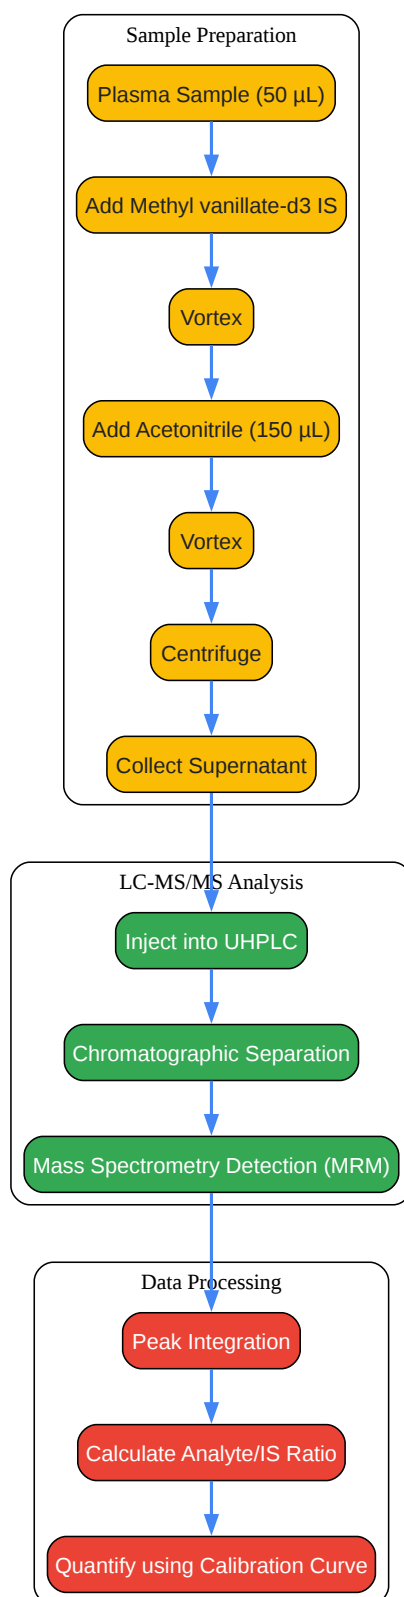 Sample Preparation
Plasma Sample (50 µL)
Add Methyl vanillate-d3 IS
Vortex
Add Acetonitrile (150 µL)
Vortex
Centrifuge
Collect Supernatant
LC-MS/MS Analysis
Inject into UHPLC
Chromatographic Separation
Mass Spectrometry Detection (MRM)
Data Processing
Peak Integration
Calculate Analyte/IS Ratio
Quantify using Calibration Curve